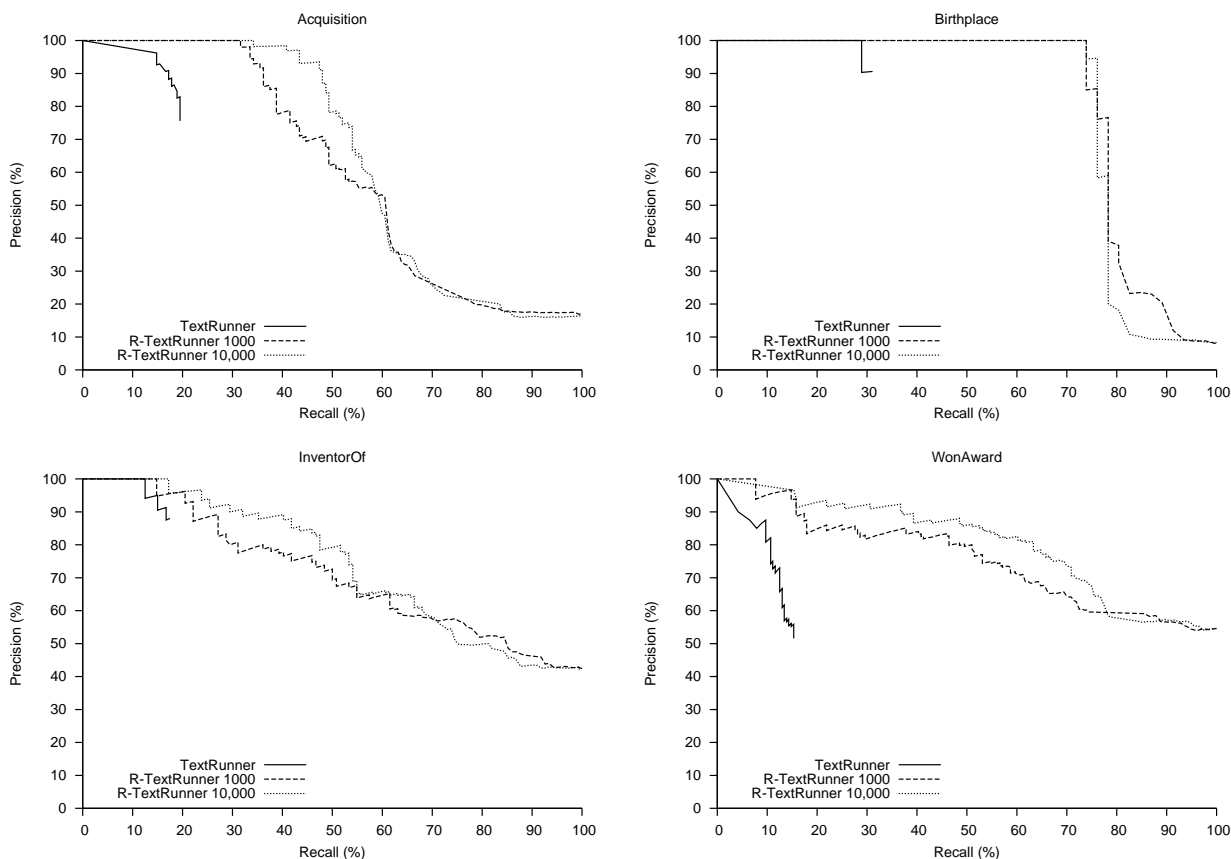 Acquisition
100
90
80
70
60
50
40
30
20
10
0
Precision (%)
TextRunner
R-TextRunner 1000
R-TextRunner 10,000
0 10 20 30 40 50 60 70 80 90 100
Recall (%)
Birthplace
100
90
80
70
60
50
40
30
20
10
0
Precision (%)
TextRunner
R-TextRunner 1000
R-TextRunner 10,000
0 10 20 30 40 50 60 70 80 90 100
Recall (%)
InventorOf
100
90
80
70
60
50
40
30
20
10
0
Precision (%)
TextRunner
R-TextRunner 1000
R-TextRunner 10,000
0 10 20 30 40 50 60 70 80 90 100
Recall (%)
WonAward
100
90
80
70
60
50
40
30
20
10
0
Precision (%)
TextRunner
R-TextRunner 1000
R-TextRunner 10,000
0 10 20 30 40 50 60 70 80 90 100
Recall (%)